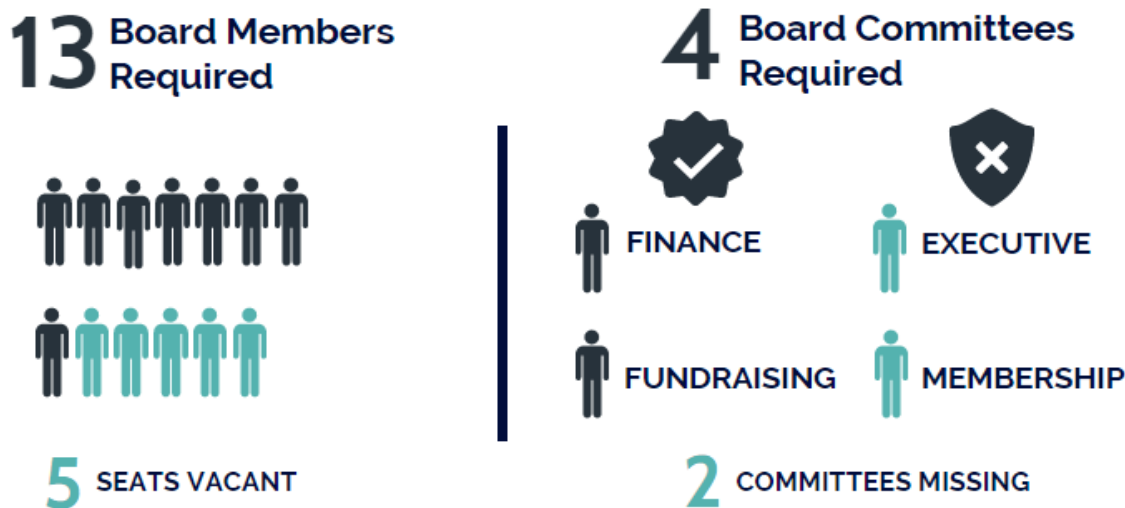 13 Board Members
Required
5 SEATS VACANT
4 Board Committees
Required
FINANCE
EXECUTIVE
FUNDRAISING
MEMBERSHIP
2 COMMITTEES MISSING